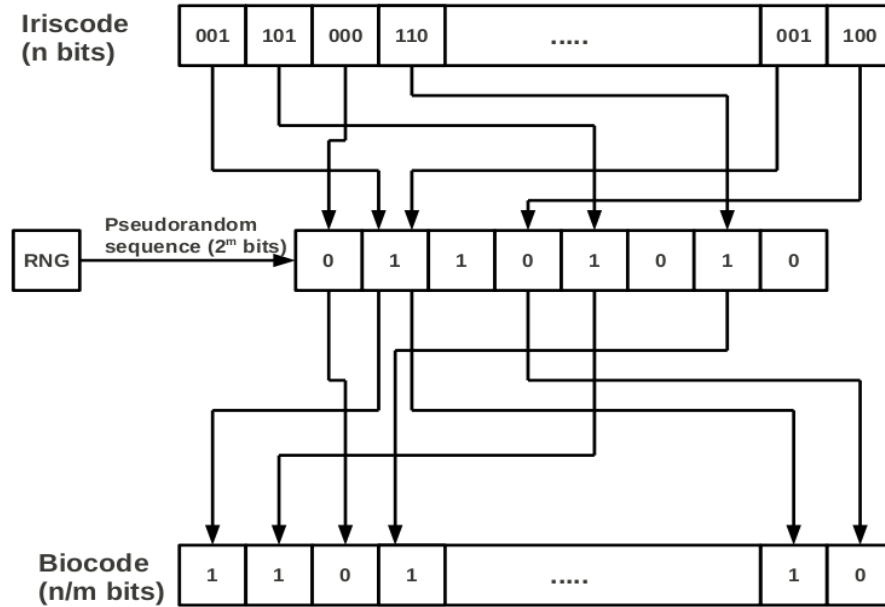 Iriscode
(n bits)
001 101 000 110 ..... 001 100
Pseudorandom
sequence (2^m bits)
RNG
0 1 1 0 1 0 1 0
Biocode
(n/m bits)
1 1 0 1 ..... 1 0